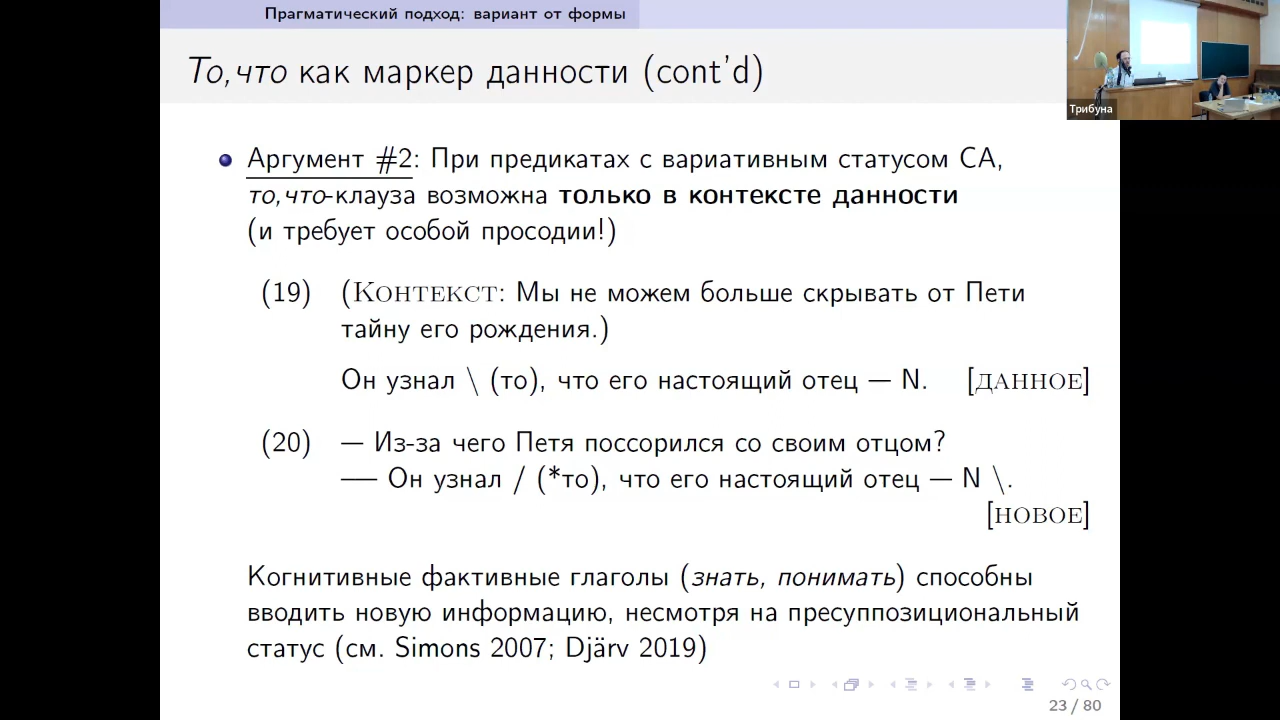 Прагматический подход: вариант от формы
То,что как маркер данности (cont'd)
Трибуна
Аргумент #2: При предикатах с вариативным статусом СА,
то,что-клауза возможна только в контексте данности
(и требует особой просодии!)
(19) (Контекст: Мы не можем больше скрывать от Пети
тайну его рождения.)
Он узнал \ (то), что его настоящий отец — N. [данное]
(20) — Из-за чего Петя поссорился со своим отцом?
— Он узнал / (*то), что его настоящий отец — N \.
[новое]
Когнитивные фактивные глаголы (знать, понимать) способны
вводить новую информацию, несмотря на пресуппозициональный
статус (см. Simons 2007; Djärv 2019)
23 / 80